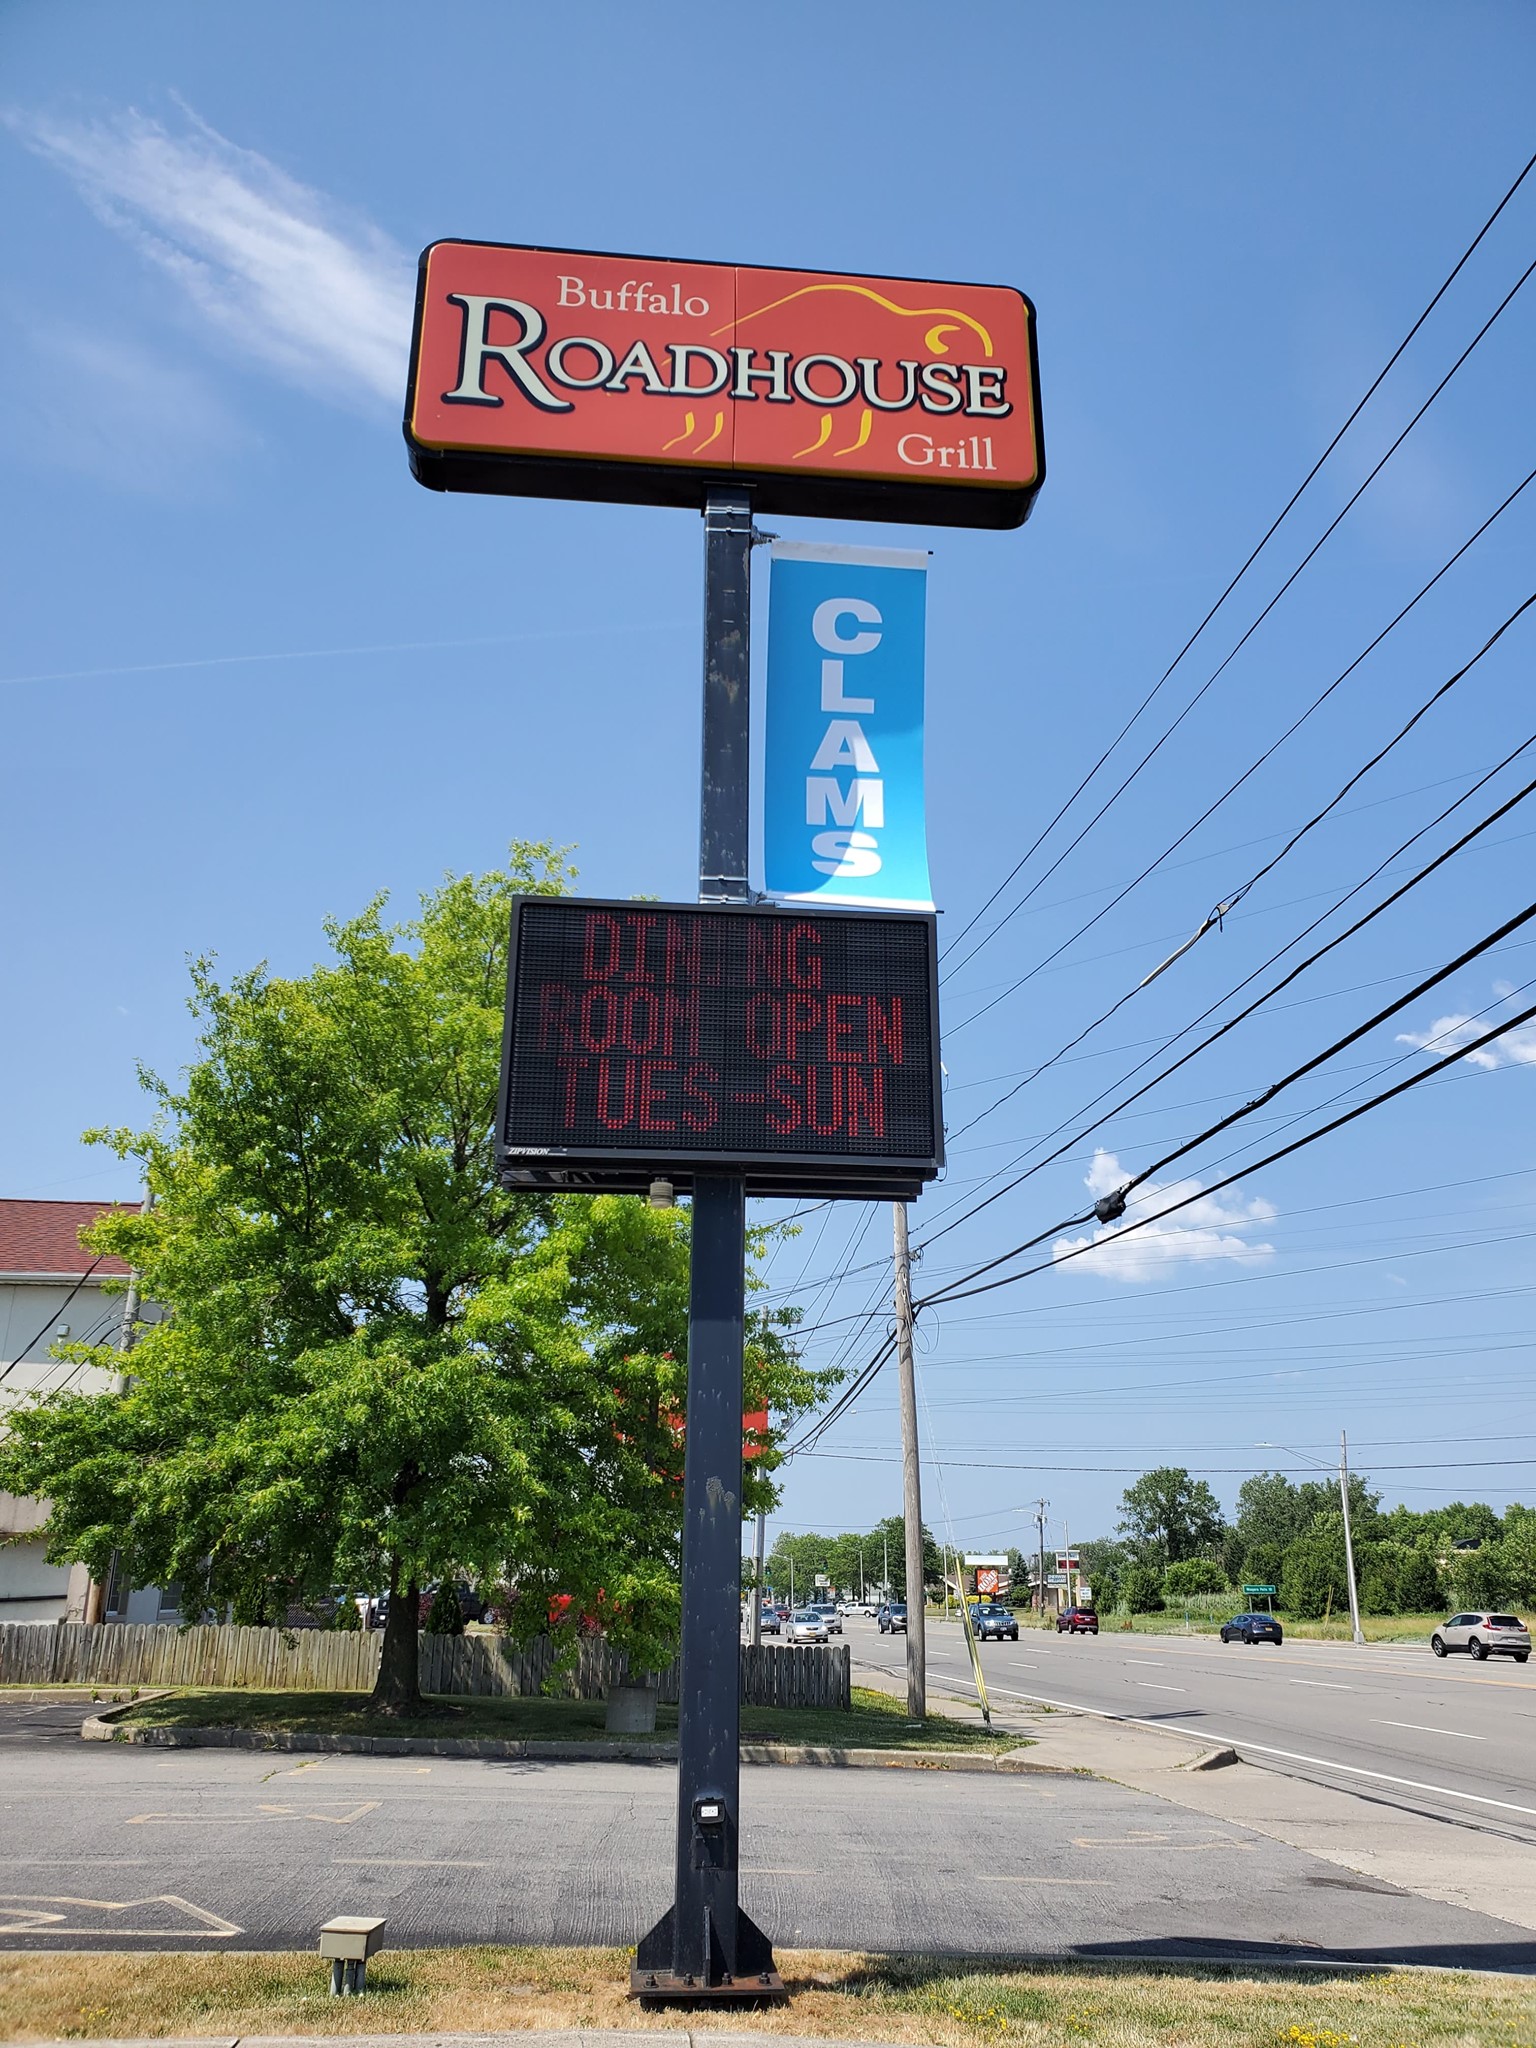 Buffalo
ROADHOUSE
Grill
CLAMS
DINING
ROOM OPEN
TUES-SUN
ZIPVISION